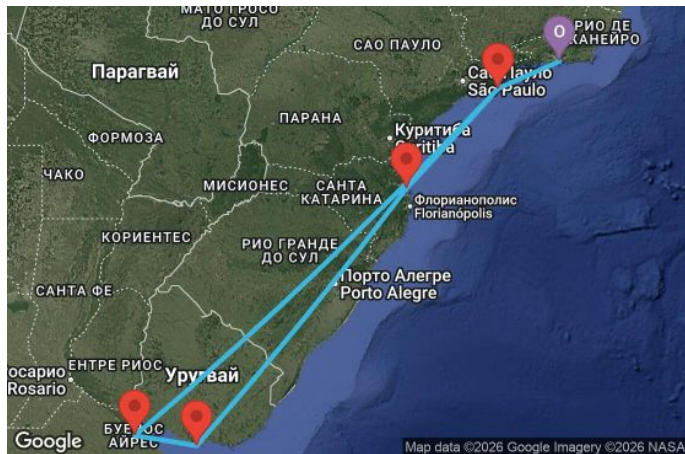 МАТО ГРОСО
ДО СУЛ
O
РИО ДЕ
ЖАНЕЙРО
САО ПАУЛО
Парагвай
São Paulo
ПАРАНА
ФОРМОЗА
Куритиба
Curitiba
ЧАКО
МИСИОНЕС
САНТА
КАТАРИНА
Флорианополис
Florianópolis
КОРИЕНТЕС
РИО ГРАНДЕ
ДО СУЛ
Порто Алегре
Porto Alegre
САНТА ФЕ
ЕНТРЕ РИОС
осарио
Rosario
Уругвай
БУЕНОС
АЙРЕС
Google
Map data ©2026 Google Imagery ©2026 NASA